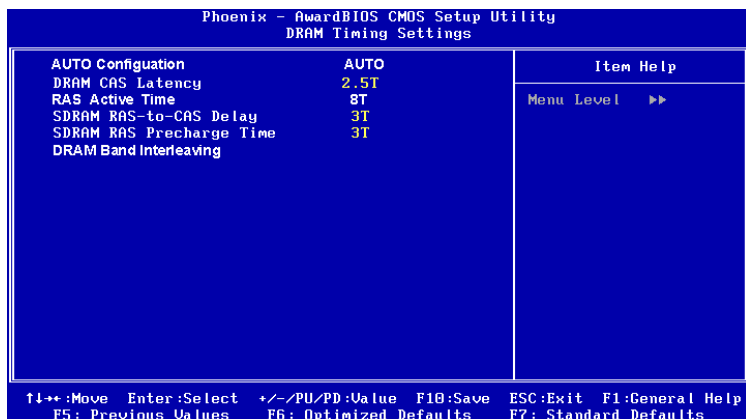 Phoenix - AwardBIOS CMOS Setup Utility
DRAM Timing Settings
AUTO Configuation AUTO
DRAM CAS Latency 2.5T
RAS Active Time 8T
SDRAM RAS-to-CAS Delay 3T
SDRAM RAS Precharge Time 3T
DRAM Band Interleaving
Item Help
Menu Level ►►
↑↓→←:Move Enter:Select +/-/PU/PD:Value F10:Save ESC:Exit F1:General Help
F5: Previous Values F6: Optimized Defaults F7: Standard Defaults